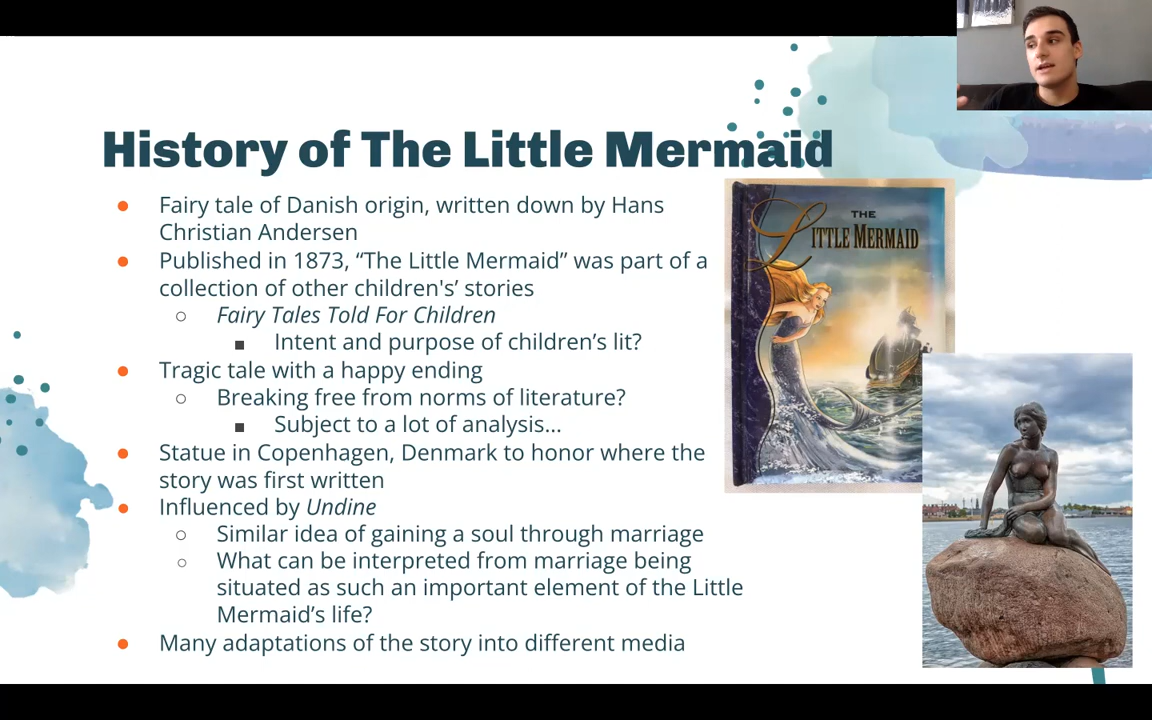 History of The Little Mermaid
● Fairy tale of Danish origin, written down by Hans
Christian Andersen
● Published in 1873, “The Little Mermaid” was part of a
collection of other children's’ stories
○ Fairy Tales Told For Children
■ Intent and purpose of children’s lit?
● Tragic tale with a happy ending
○ Breaking free from norms of literature?
■ Subject to a lot of analysis…
● Statue in Copenhagen, Denmark to honor where the
story was first written
● Influenced by Undine
○ Similar idea of gaining a soul through marriage
○ What can be interpreted from marriage being
situated as such an important element of the Little
Mermaid’s life?
● Many adaptations of the story into different media
THE
LITTLE MERMAID